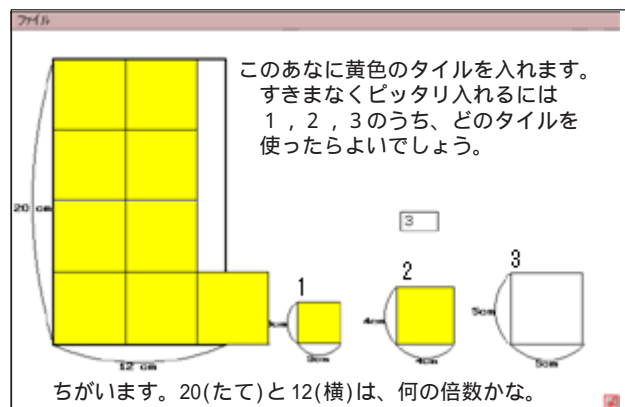 ファイル
このあなに黄色のタイルを入れます。
すきまなくピッタリ入れるには
1，2，3のうち、どのタイルを
使ったらよいでしょう。
20 cm
3
1
2
3
4cm
5cm
3cm
4cm
5cm
12 cm
ちがいます。20(たて)と12(横)は、何の倍数かな。